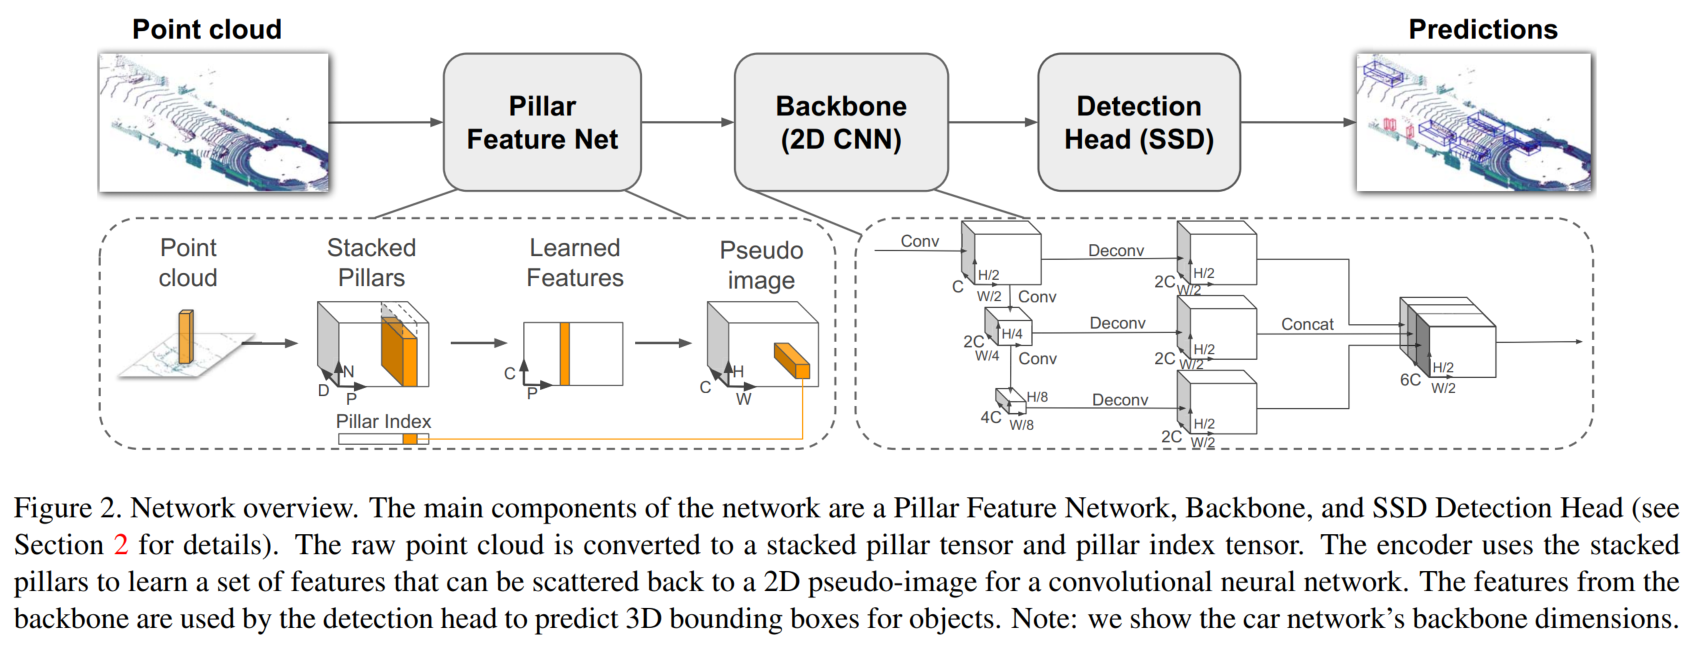 Point cloud
Predictions
Pillar
Feature Net
Backbone
(2D CNN)
Detection
Head (SSD)
Point
cloud
Stacked
Pillars
Learned
Features
Pseudo
image
D
N
P
C
P
C
H
W
Pillar Index
Conv
C
H/2
W/2
Conv
2C
H/4
W/4
Conv
4C
H/8
W/8
Deconv
2C
H/2
W/2
Deconv
2C
H/2
W/2
Deconv
2C
H/2
W/2
Concat
6C
H/2
W/2
Figure 2. Network overview. The main components of the network are a Pillar Feature Network, Backbone, and SSD Detection Head (see
Section 2 for details). The raw point cloud is converted to a stacked pillar tensor and pillar index tensor. The encoder uses the stacked
pillars to learn a set of features that can be scattered back to a 2D pseudo-image for a convolutional neural network. The features from the
backbone are used by the detection head to predict 3D bounding boxes for objects. Note: we show the car network's backbone dimensions.